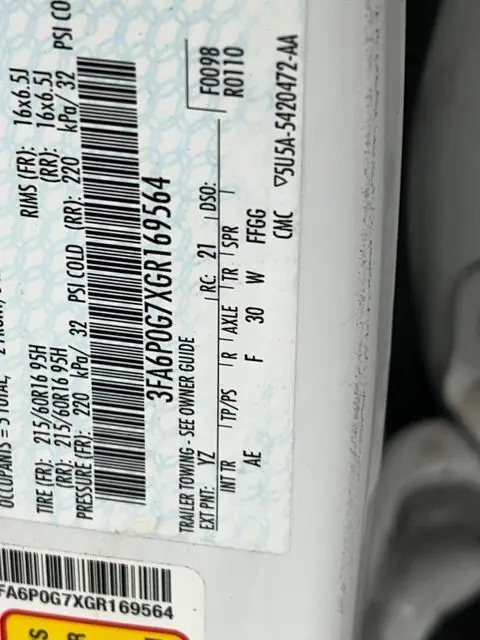 OCCUPANTS = 5 TOTAL,
TIRE (FR): 215/60R16 95H RIMS (FR): 16x6.5J
(RR): 215/60R16 95H (RR): 16x6.5J
PRESSURE (FR): 220 kPa/ 32 PSI COLD (RR): 220 kPa/ 32 PSI CO
3FA6P0G7XGR169564
TRAILER TOWING - SEE OWNER GUIDE
F0098
EXT PNT: YZ RC: 21 DSO: R0110
INT TR TP/PS R AXLE TR SPR
AE F 30 W FFGG
CMC ▽5U5A-5420472-AA
FA6P0G7XGR169564